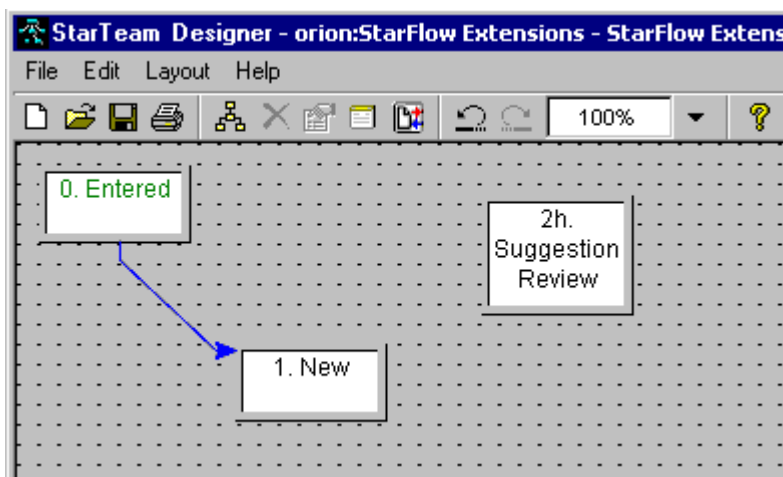 StarTeam Designer - orion:StarFlow Extensions - StarFlow Extens
File Edit Layout Help
100%
0. Entered
2h.
Suggestion
Review
1. New